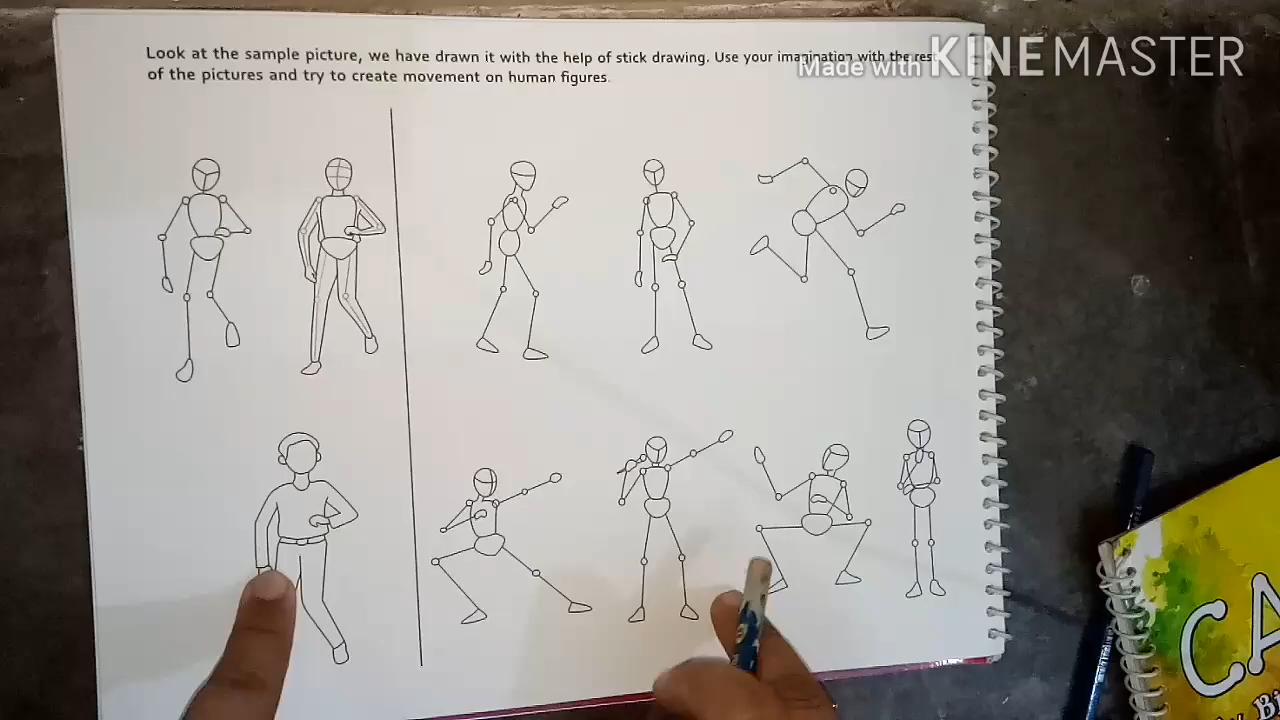 Look at the sample picture, we have drawn it with the help of stick drawing. Use your imagination with the rest
of the pictures and try to create movement on human figures.
Made with KINEMASTER
CA